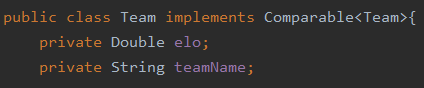 public class Team implements Comparable<Team>{
    private Double elo;
    private String teamName;